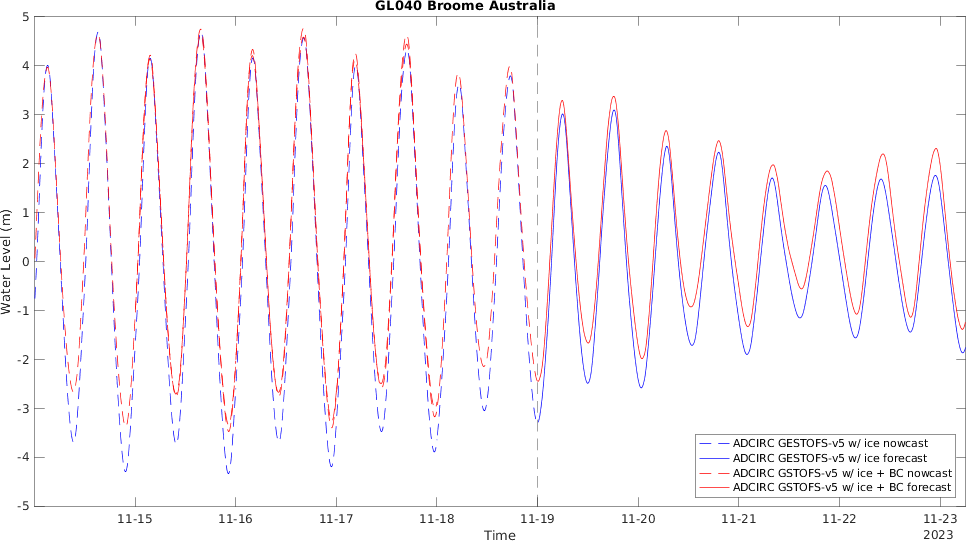 GL040 Broome Australia
5
4
3
2
1
0
-1
-2
-3
-4
-5
Water Level (m)
ADCIRC GESTOFS-v5 w/ ice nowcast
ADCIRC GESTOFS-v5 w/ ice forecast
ADCIRC GSTOFS-v5 w/ ice + BC nowcast
ADCIRC GSTOFS-v5 w/ ice + BC forecast
11-15 11-16 11-17 11-18 11-19 11-20 11-21 11-22 11-23
2023
Time